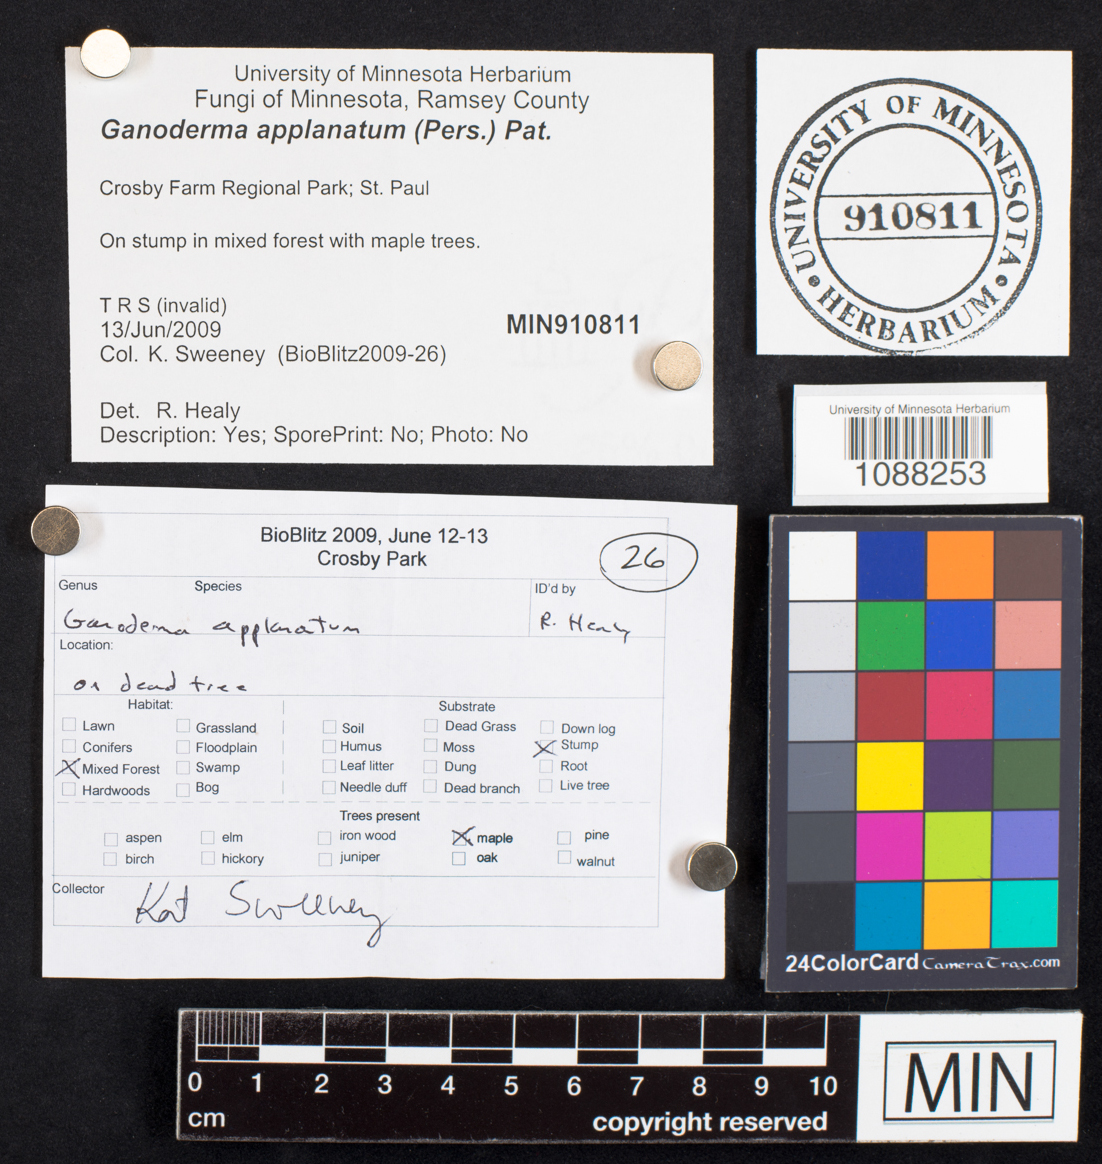 University of Minnesota Herbarium
Fungi of Minnesota, Ramsey County
Ganoderma applanatum (Pers.) Pat.
Crosby Farm Regional Park; St. Paul
On stump in mixed forest with maple trees.
T R S (invalid)
13/Jun/2009
MIN910811
Col. K. Sweeney (BioBlitz2009-26)
Det. R. Healy
Description: Yes; SporePrint: No; Photo: No
UNIVERSITY OF MINNESOTA
910811
HERBARIUM
University of Minnesota Herbarium
1088253
BioBlitz 2009, June 12-13
Crosby Park
26
Genus Species ID'd by
Ganoderma applanatum R. Healy
Location:
on dead tree
Habitat: Substrate
Lawn Grassland Soil Dead Grass Down log
Conifers Floodplain Humus Moss Stump
Mixed Forest Swamp Leaf litter Dung Root
Hardwoods Bog Needle duff Dead branch Live tree
Trees present
aspen elm iron wood maple pine
birch hickory juniper oak walnut
Collector
Kat Sweeney
24ColorCard CameraTrax.com
0 1 2 3 4 5 6 7 8 9 10
cm copyright reserved
MIN